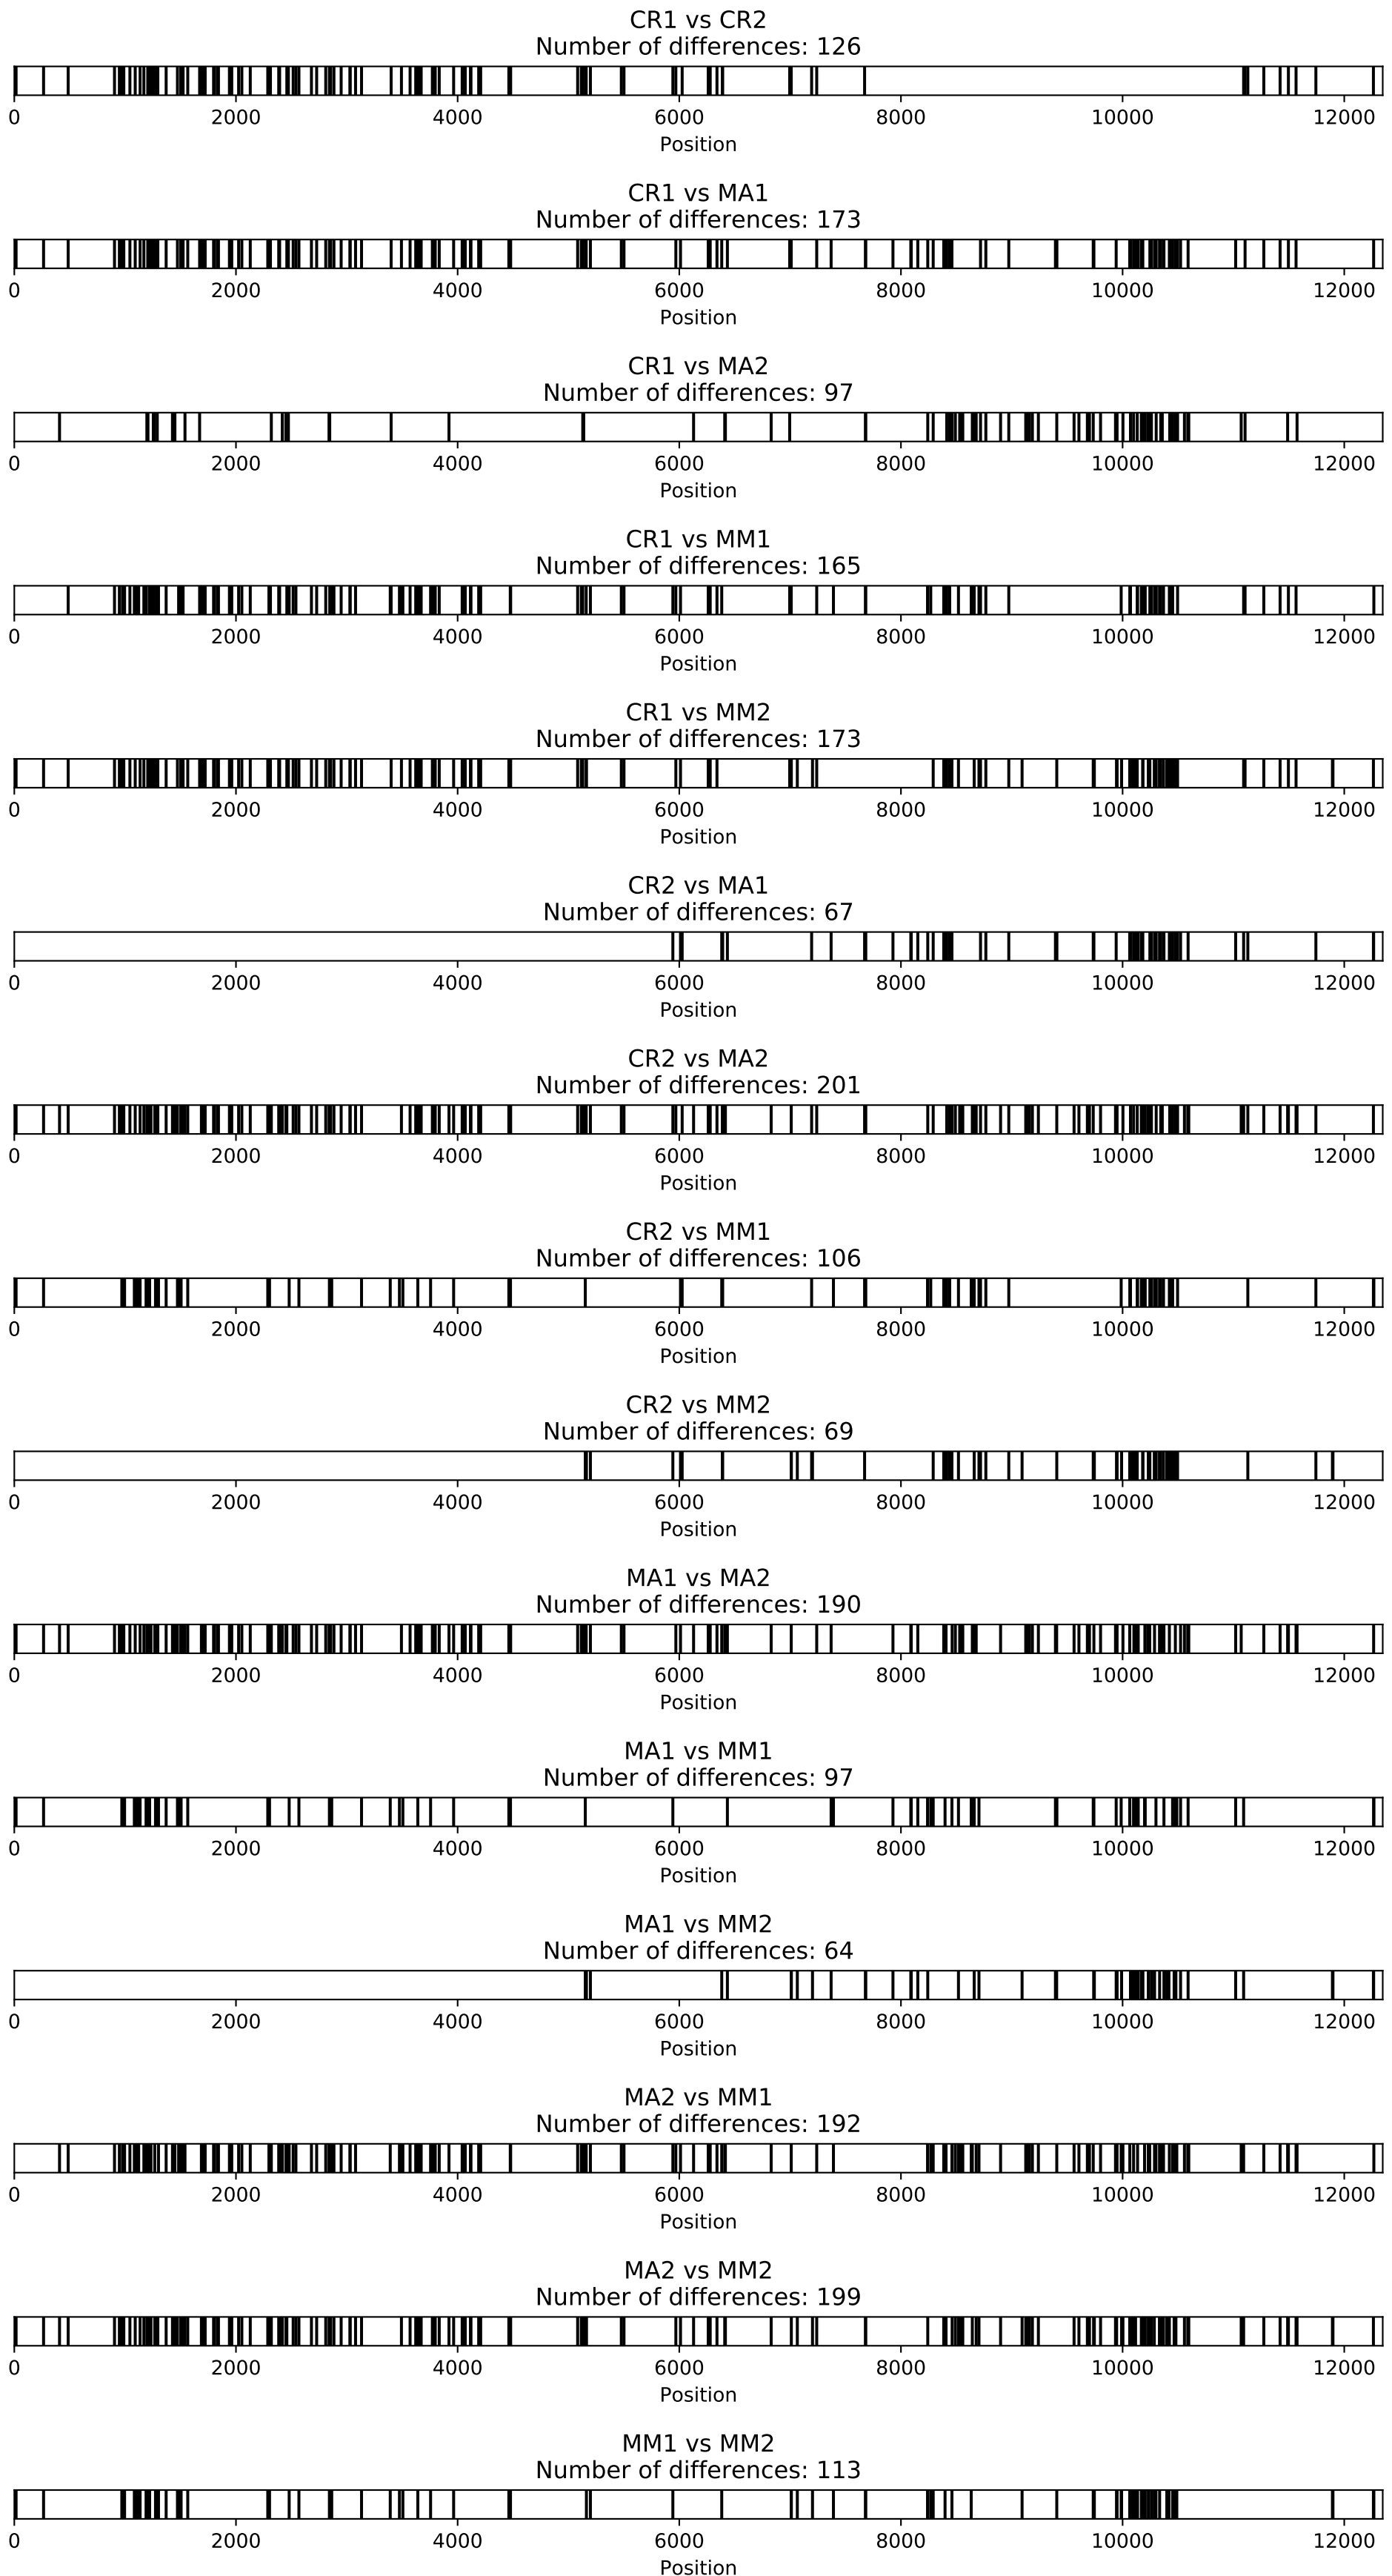 CR1 vs CR2
Number of differences: 126
0 2000 4000 6000 8000 10000 12000
Position
CR1 vs MA1
Number of differences: 173
0 2000 4000 6000 8000 10000 12000
Position
CR1 vs MA2
Number of differences: 97
0 2000 4000 6000 8000 10000 12000
Position
CR1 vs MM1
Number of differences: 165
0 2000 4000 6000 8000 10000 12000
Position
CR1 vs MM2
Number of differences: 173
0 2000 4000 6000 8000 10000 12000
Position
CR2 vs MA1
Number of differences: 67
0 2000 4000 6000 8000 10000 12000
Position
CR2 vs MA2
Number of differences: 201
0 2000 4000 6000 8000 10000 12000
Position
CR2 vs MM1
Number of differences: 106
0 2000 4000 6000 8000 10000 12000
Position
CR2 vs MM2
Number of differences: 69
0 2000 4000 6000 8000 10000 12000
Position
MA1 vs MA2
Number of differences: 190
0 2000 4000 6000 8000 10000 12000
Position
MA1 vs MM1
Number of differences: 97
0 2000 4000 6000 8000 10000 12000
Position
MA1 vs MM2
Number of differences: 64
0 2000 4000 6000 8000 10000 12000
Position
MA2 vs MM1
Number of differences: 192
0 2000 4000 6000 8000 10000 12000
Position
MA2 vs MM2
Number of differences: 199
0 2000 4000 6000 8000 10000 12000
Position
MM1 vs MM2
Number of differences: 113
0 2000 4000 6000 8000 10000 12000
Position